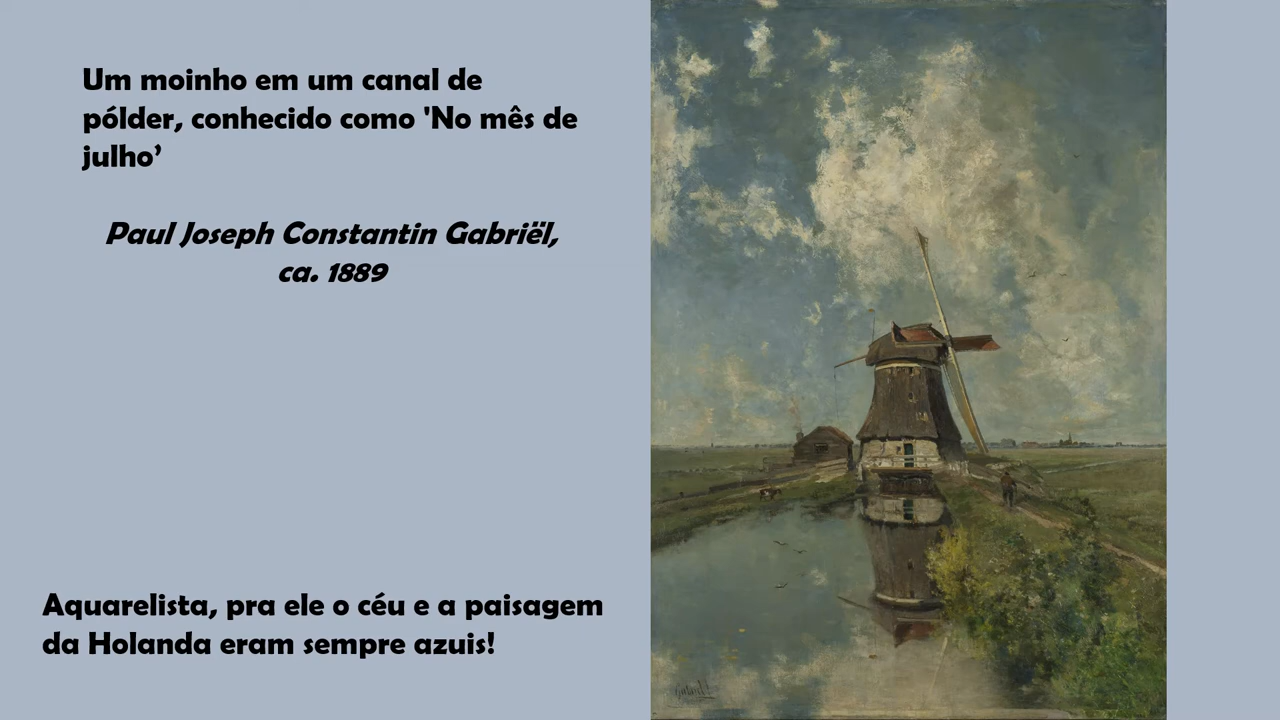 Um moinho em um canal de
pólder, conhecido como 'No mês de
julho’
Paul Joseph Constantin Gabriël,
ca. 1889
Aquarelista, pra ele o céu e a paisagem
da Holanda eram sempre azuis!